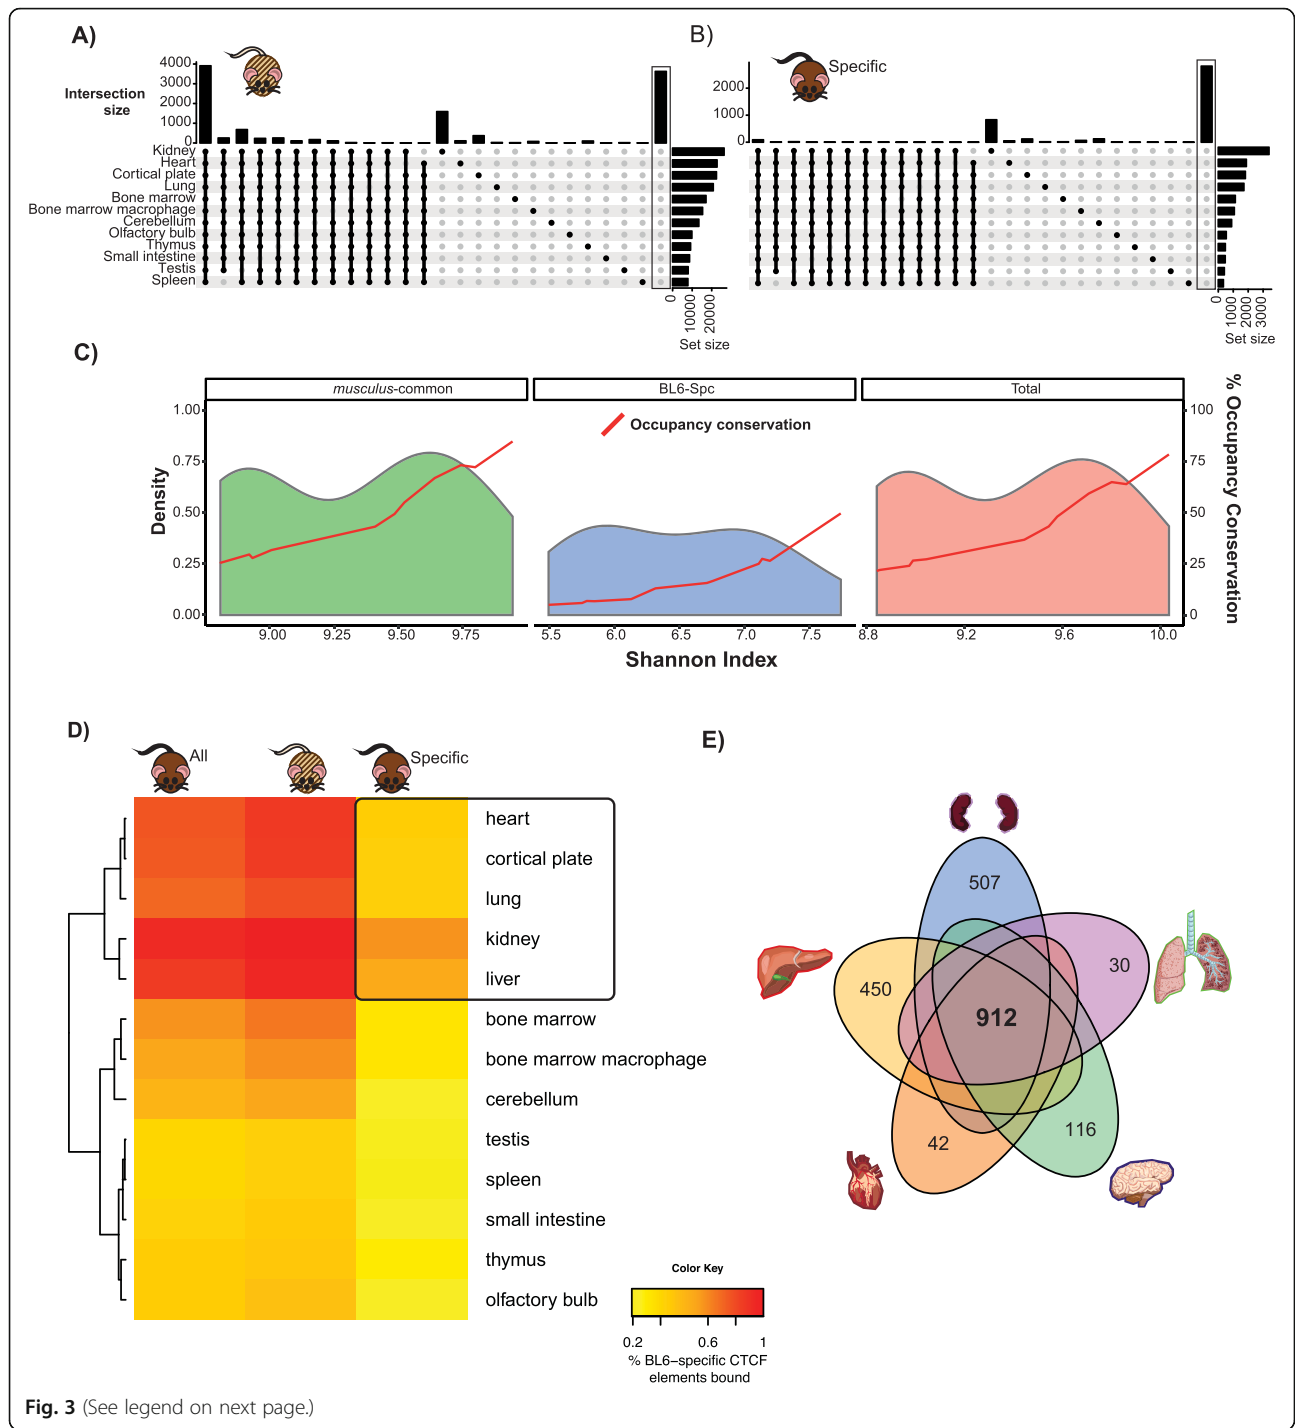 A)
4000
3000
2000
1000
0
Intersection
size
Kidney
Heart
Cortical plate
Lung
Bone marrow
Bone marrow macrophage
Cerebellum
Olfactory bulb
Thymus
Small intestine
Testis
Spleen
0
10000
20000
Set size
B)
Specific
2000
1000
0
0
1000
2000
3000
Set size
C)
musculus-common
BL6-Spc
Total
Occupancy conservation
1.00
0.75
0.50
0.25
0.00
Density
100
75
50
25
0
% Occupancy Conservation
9.00
9.25
9.50
9.75
5.5
6.0
6.5
7.0
7.5
8.8
9.2
9.6
10.0
Shannon Index
D)
All
Specific
heart
cortical plate
lung
kidney
liver
bone marrow
bone marrow macrophage
cerebellum
testis
spleen
small intestine
thymus
olfactory bulb
Color Key
0.2
0.6
1
% BL6–specific CTCF
elements bound
E)
507
30
450
912
42
116
Fig. 3 (See legend on next page.)